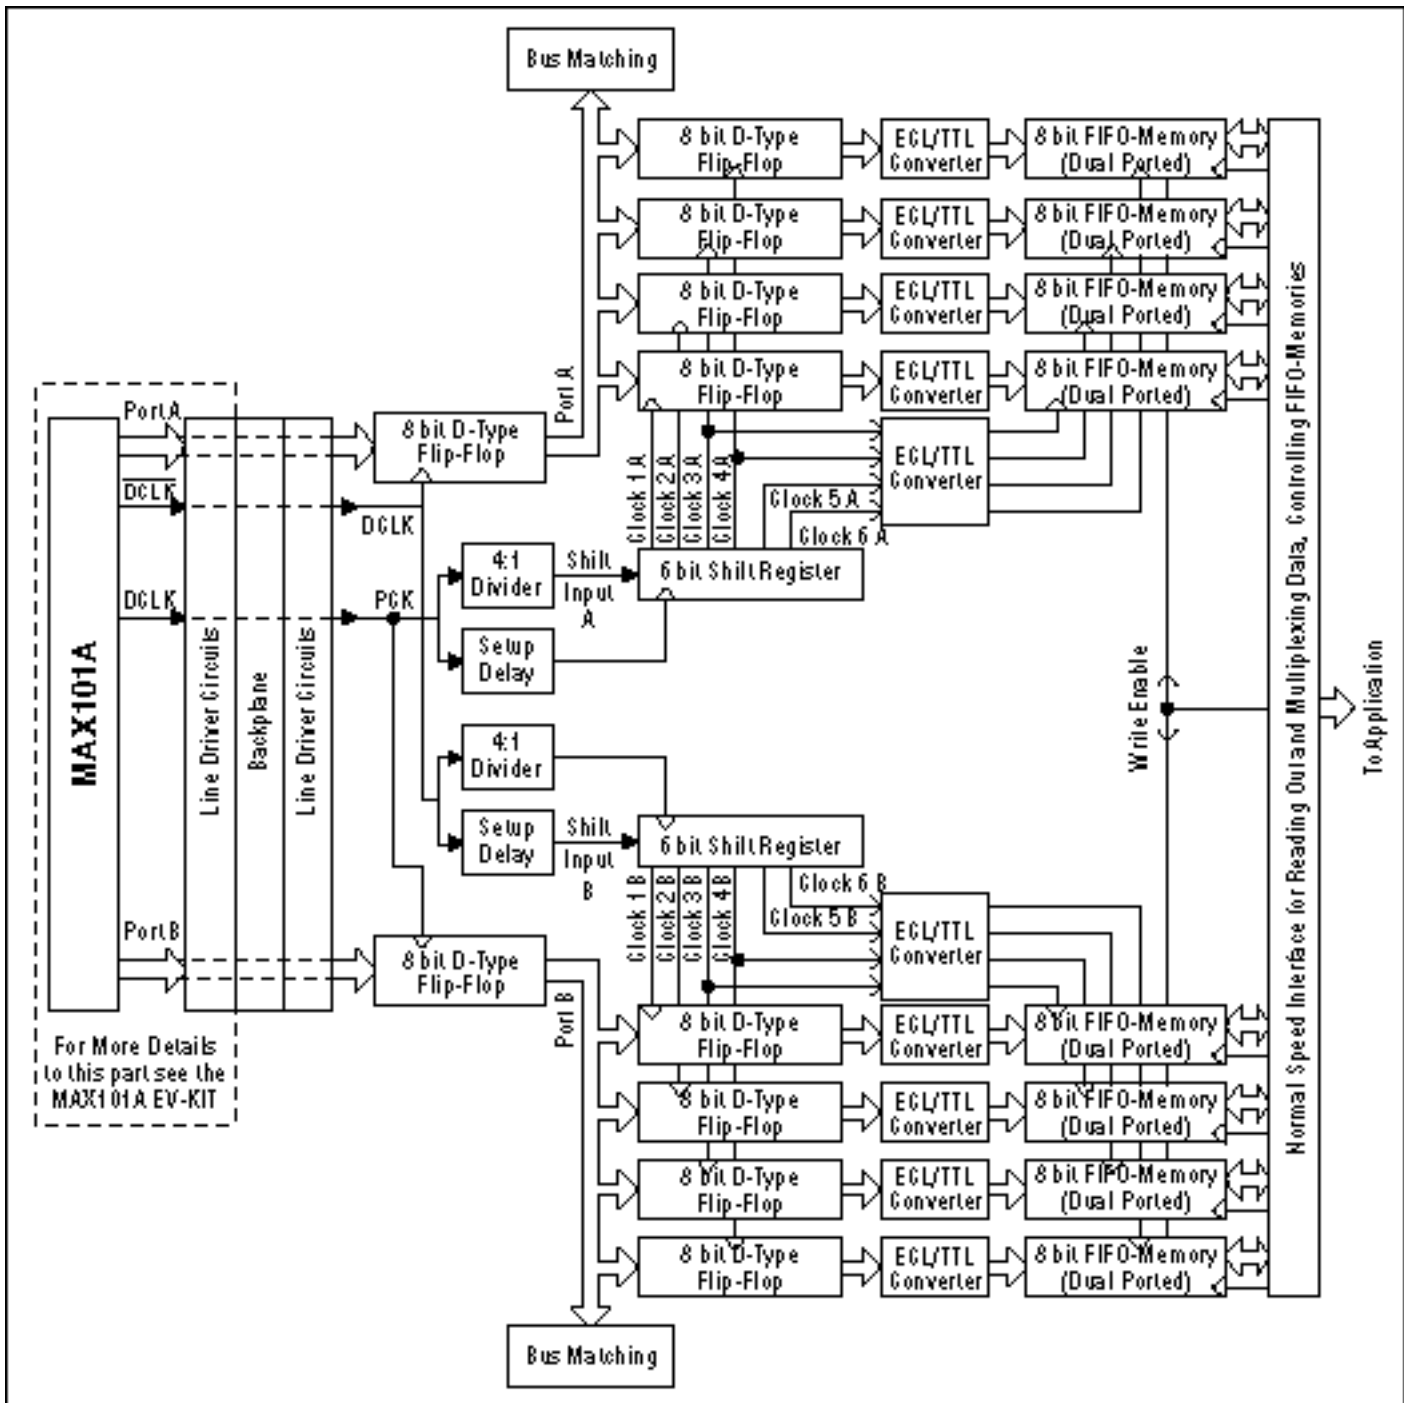 Bus Matching
8 bit D-Type
Flip-Flop
ECL/TTL
Converter
8 bit FIFO-Memory
(Dual Ported)
8 bit D-Type
Flip-Flop
ECL/TTL
Converter
8 bit FIFO-Memory
(Dual Ported)
8 bit D-Type
Flip-Flop
ECL/TTL
Converter
8 bit FIFO-Memory
(Dual Ported)
8 bit D-Type
Flip-Flop
ECL/TTL
Converter
8 bit FIFO-Memory
(Dual Ported)
Port A
Port A
8 bit D-Type
Flip-Flop
DCLK
DCLK
Clock 1 A
Clock 2 A
Clock 3 A
Clock 4 A
Clock 5 A
Clock 6 A
ECL/TTL
Converter
4:1
Divider
Shift
Input
A
6 bit Shift Register
DCLK
PCK
Setup
Delay
MAX101A
Line Driver Circuits
Backplane
Line Driver Circuits
Write Enable
Normal Speed Interface for Reading Out and Multiplexing Data, Controlling FIFO-Memories
To Application
4:1
Divider
Setup
Delay
Shift
Input
B
6 bit Shift Register
Clock 1 B
Clock 2 B
Clock 3 B
Clock 4 B
Clock 6 B
Clock 5 B
ECL/TTL
Converter
Port B
8 bit D-Type
Flip-Flop
Port B
For More Details
to this part see the
MAX101A EV-KIT
8 bit D-Type
Flip-Flop
ECL/TTL
Converter
8 bit FIFO-Memory
(Dual Ported)
8 bit D-Type
Flip-Flop
ECL/TTL
Converter
8 bit FIFO-Memory
(Dual Ported)
8 bit D-Type
Flip-Flop
ECL/TTL
Converter
8 bit FIFO-Memory
(Dual Ported)
8 bit D-Type
Flip-Flop
ECL/TTL
Converter
8 bit FIFO-Memory
(Dual Ported)
Bus Matching